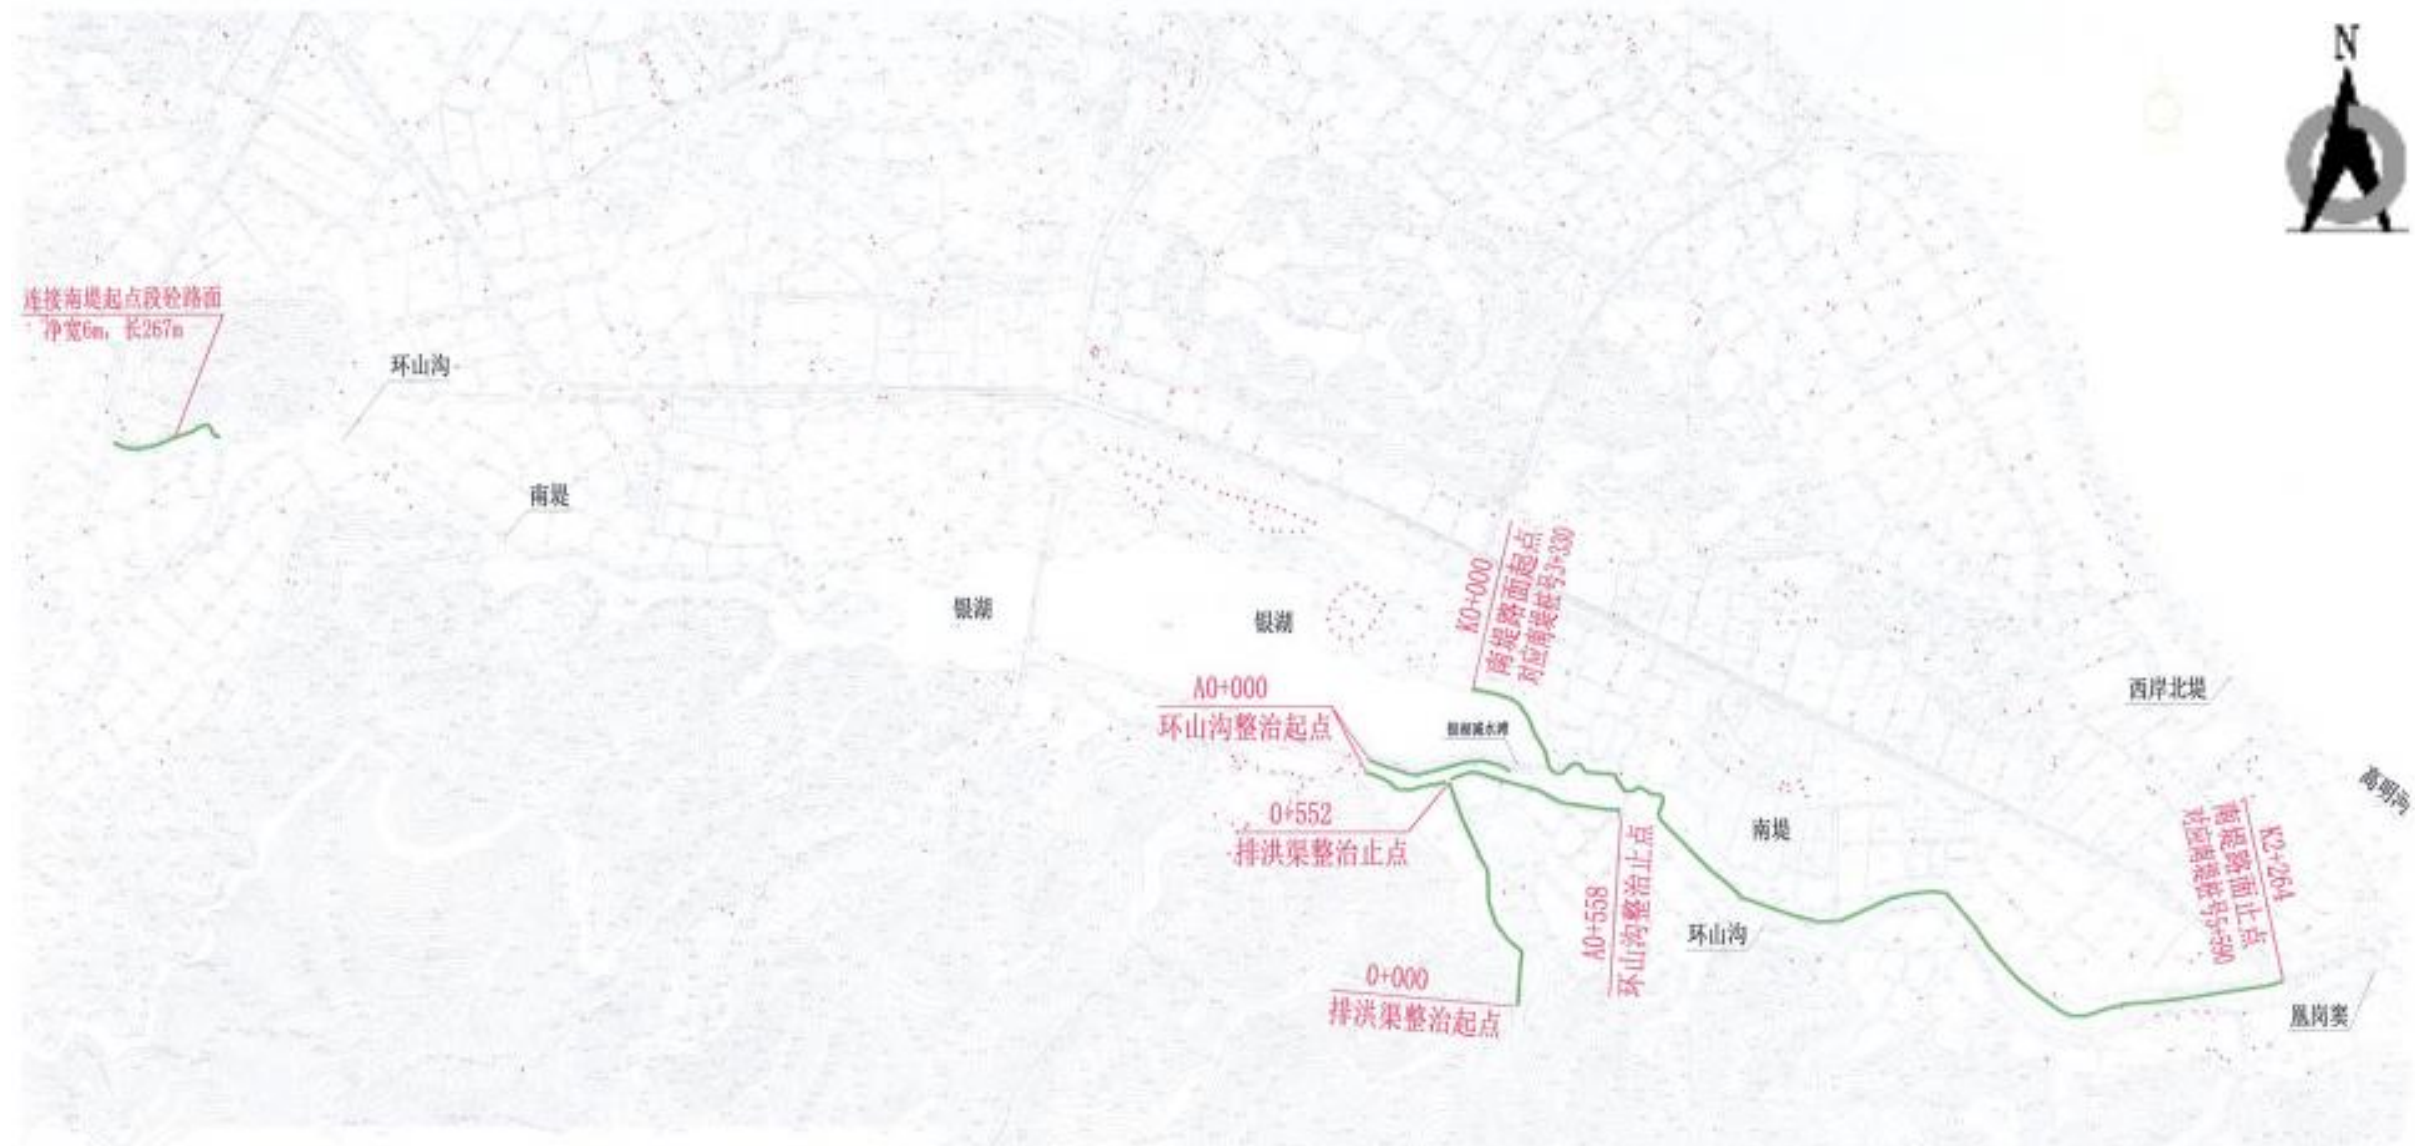 N
连接南堤起点段砼路面
净宽6m，长267m
环山沟
南堤
银湖
银湖
K0+000
南堤路面起点
对应南堤桩号3+330
A0+000
环山沟整治起点
西岸北堤
高明河
0+552
排洪渠整治止点
南堤
K2+264
南堤路面止点
对应南堤桩号5+590
A0+558
环山沟整治止点
环山沟
0+000
排洪渠整治起点
凰岗窦